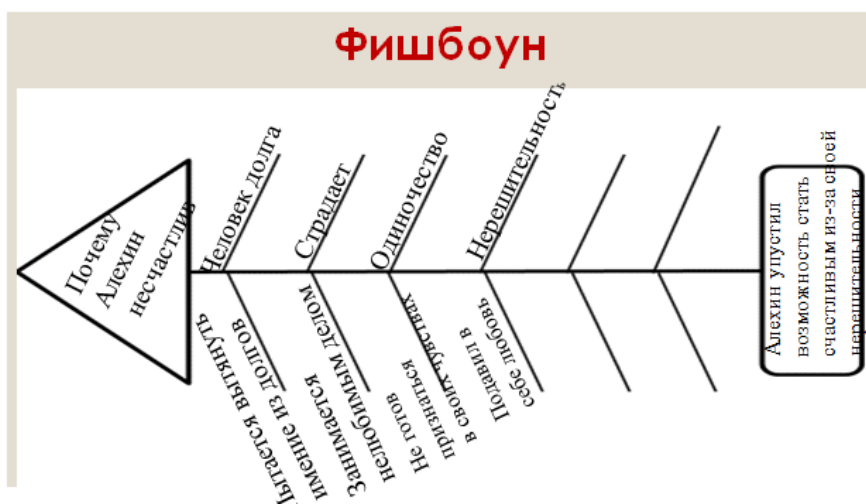 Фишбоун
Почему
Алехин
несчастлив
Человек долга
Страдает
Одиночество
Нерешительность
Пытается вытянуть
имение из долгов
Занимается
нелюбимым делом
Не готов
признаться
в своих чувствах
Подавил в
себе любовь
Алехин упустил
возможность стать
счастливым из-за своей
нерешительности